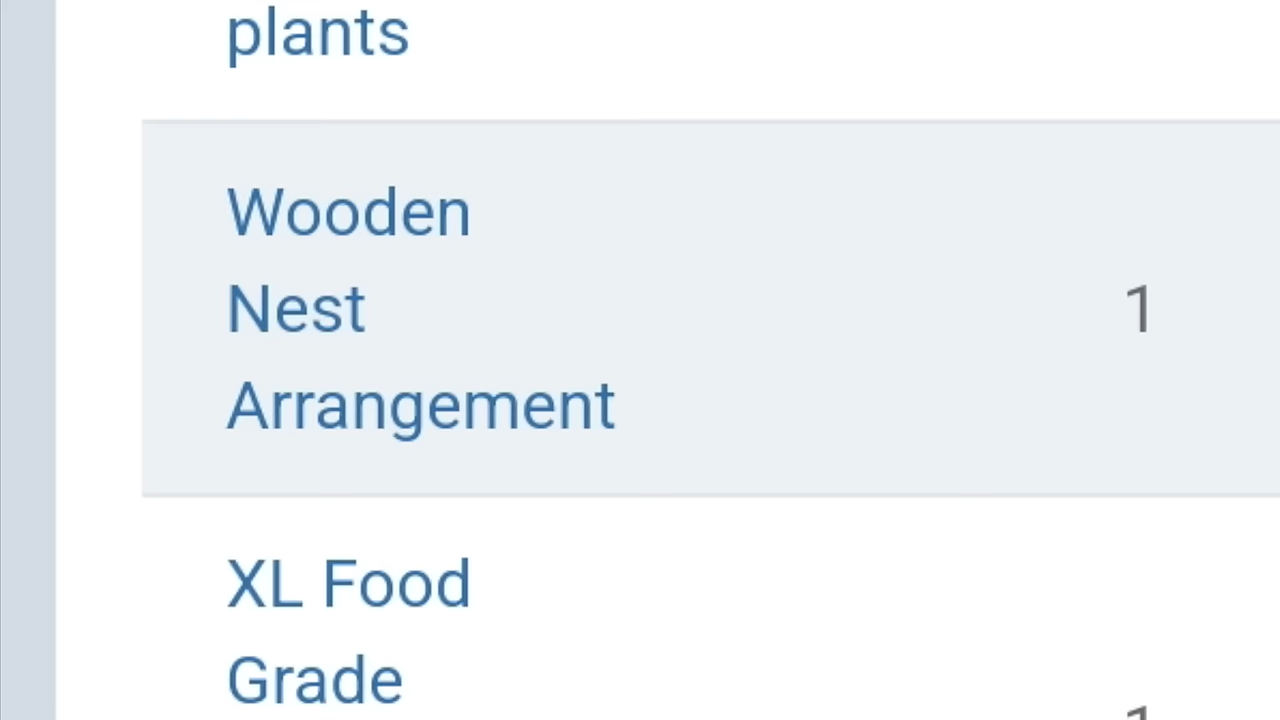 plants
Wooden
Nest 1
Arrangement
XL Food
Grade